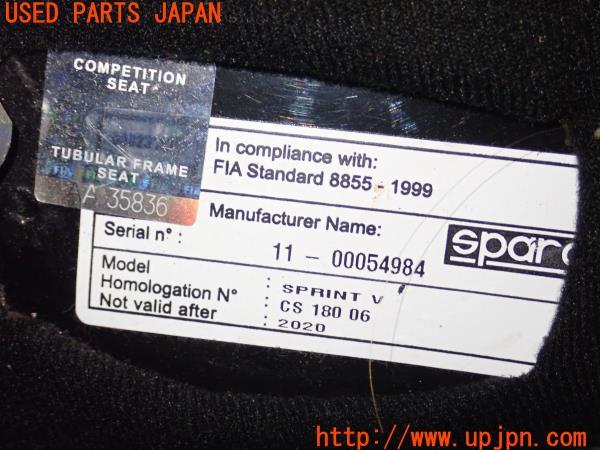 USED PARTS JAPAN
COMPETITION
SEAT
TUBULAR FRAME
SEAT
A 35836
In compliance with:
FIA Standard 8855 - 1999
Manufacturer Name:
sparc
Serial n° :
11 - 00054984
Model : SPRINT V
Homologation N° : CS 180 06
Not valid after : 2020
http://www.upjpn.com/